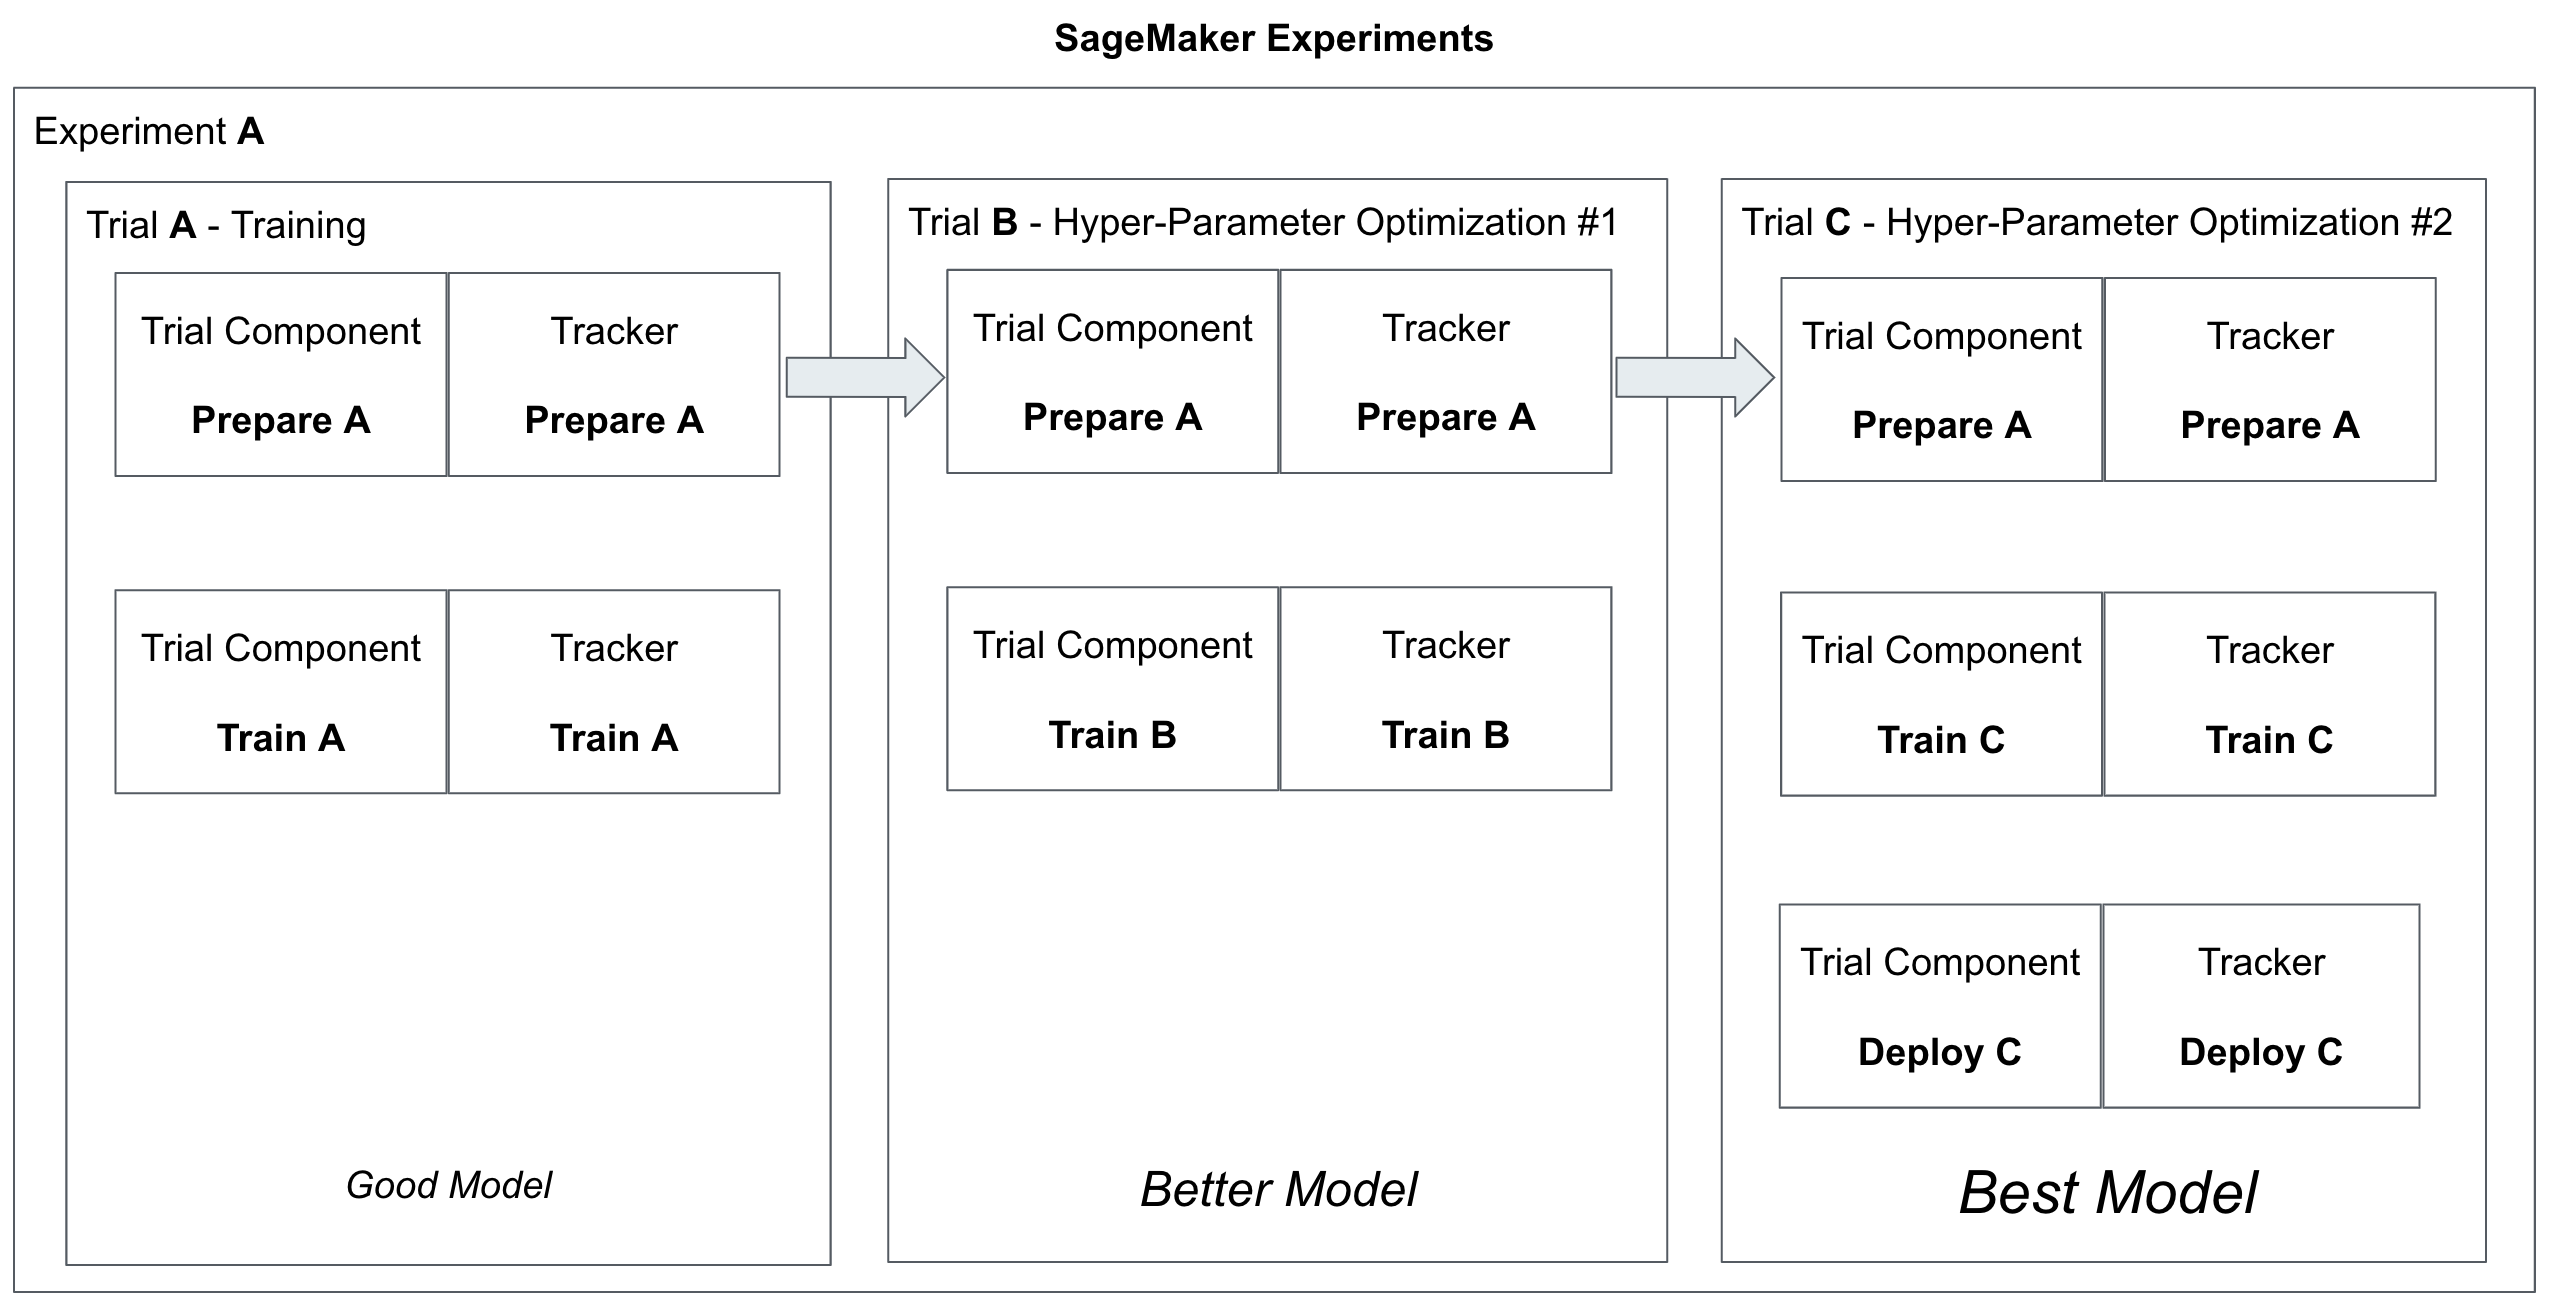 SageMaker Experiments
Experiment A
Trial A - Training
Trial Component
Prepare A
Tracker
Prepare A
Trial Component
Train A
Tracker
Train A
Good Model
Trial B - Hyper-Parameter Optimization #1
Trial Component
Prepare A
Tracker
Prepare A
Trial Component
Train B
Tracker
Train B
Better Model
Trial C - Hyper-Parameter Optimization #2
Trial Component
Prepare A
Tracker
Prepare A
Trial Component
Train C
Tracker
Train C
Trial Component
Deploy C
Tracker
Deploy C
Best Model